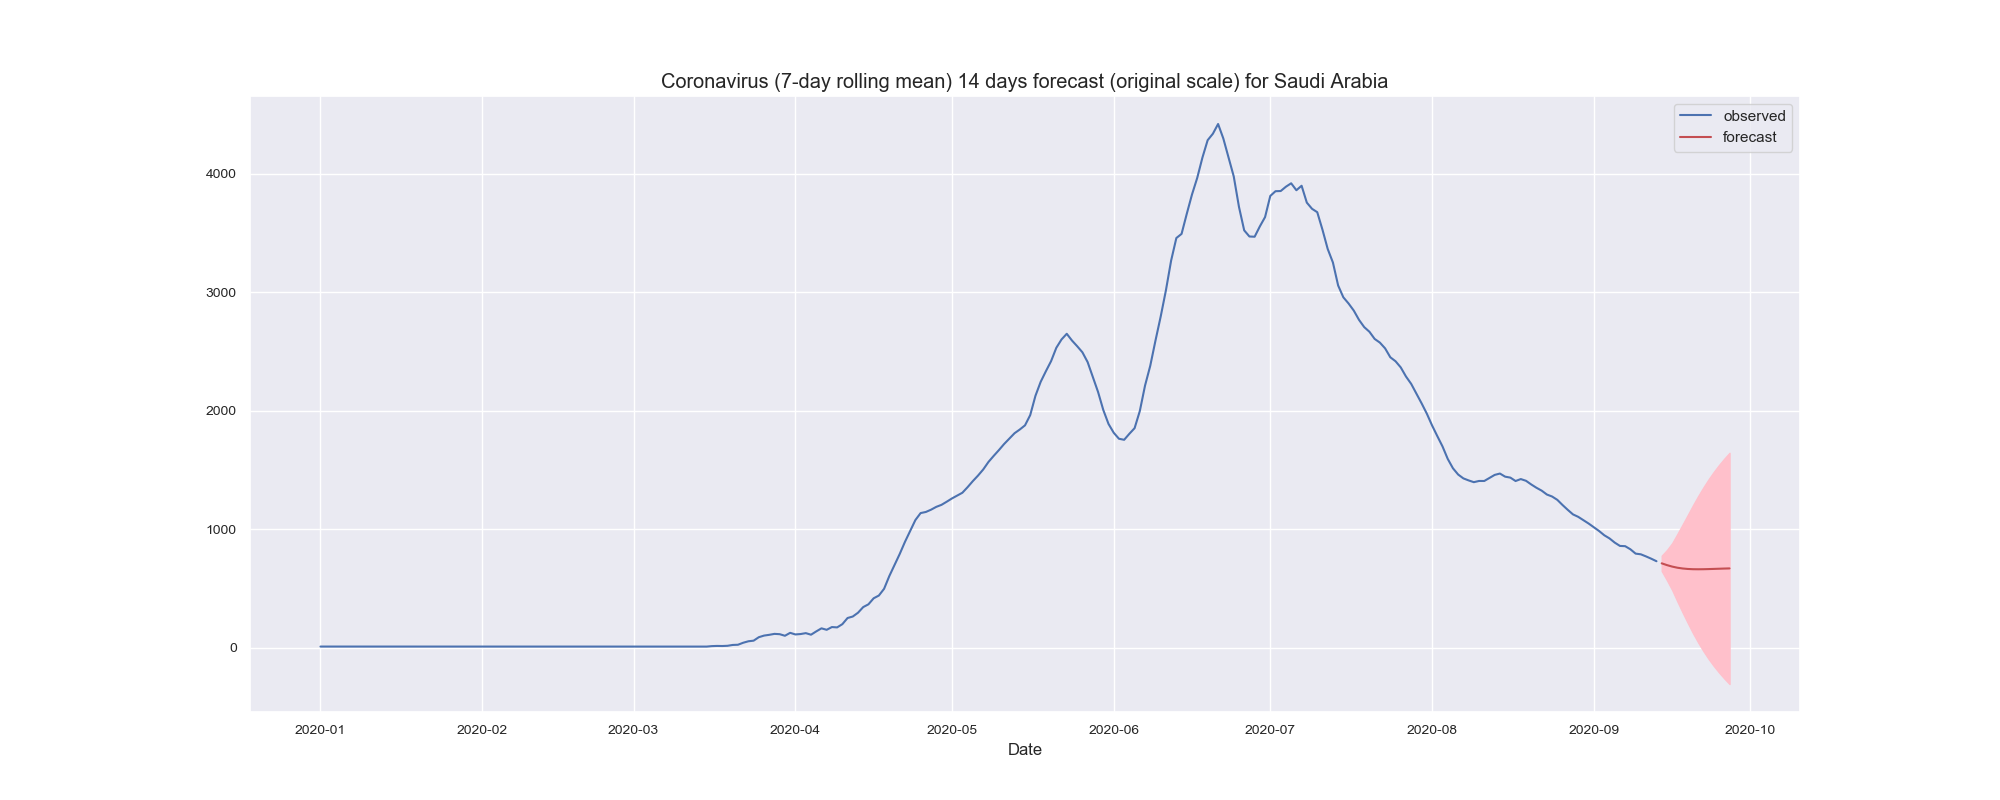 Coronavirus (7-day rolling mean) 14 days forecast (original scale) for Saudi Arabia
observed
forecast
4000
3000
2000
1000
0
2020-01 2020-02 2020-03 2020-04 2020-05 2020-06 2020-07 2020-08 2020-09 2020-10
Date